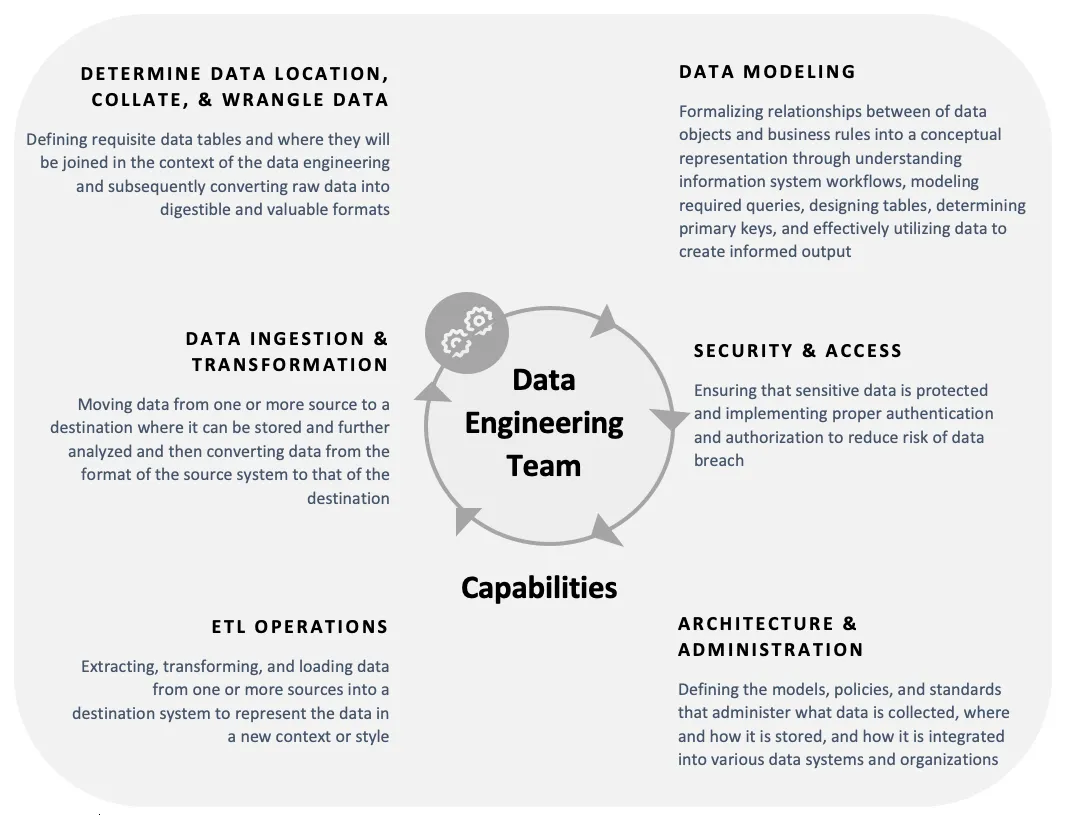 DETERMINE DATA LOCATION,
COLLATE, & WRANGLE DATA
Defining requisite data tables and where they will
be joined in the context of the data engineering
and subsequently converting raw data into
digestible and valuable formats
DATA MODELING
Formalizing relationships between of data
objects and business rules into a conceptual
representation through understanding
information system workflows, modeling
required queries, designing tables, determining
primary keys, and effectively utilizing data to
create informed output
DATA INGESTION &
TRANSFORMATION
Moving data from one or more source to a
destination where it can be stored and further
analyzed and then converting data from the
format of the source system to that of the
destination
Data
Engineering
Team
Capabilities
SECURITY & ACCESS
Ensuring that sensitive data is protected
and implementing proper authentication
and authorization to reduce risk of data
breach
ETL OPERATIONS
Extracting, transforming, and loading data
from one or more sources into a
destination system to represent the data in
a new context or style
ARCHITECTURE &
ADMINISTRATION
Defining the models, policies, and standards
that administer what data is collected, where
and how it is stored, and how it is integrated
into various data systems and organizations